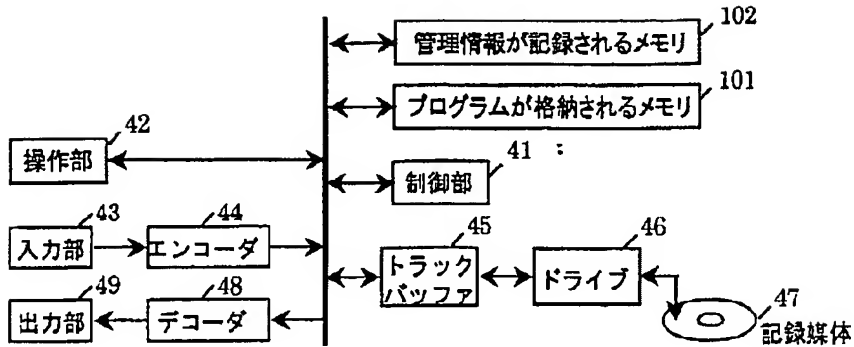 管理情報が記録されるメモリ
102
プログラムが格納されるメモリ
101
操作部
42
制御部
41
:
入力部
43
エンコーダ
44
トラック
バッファ
45
ドライブ
46
出力部
49
デコーダ
48
47
記録媒体